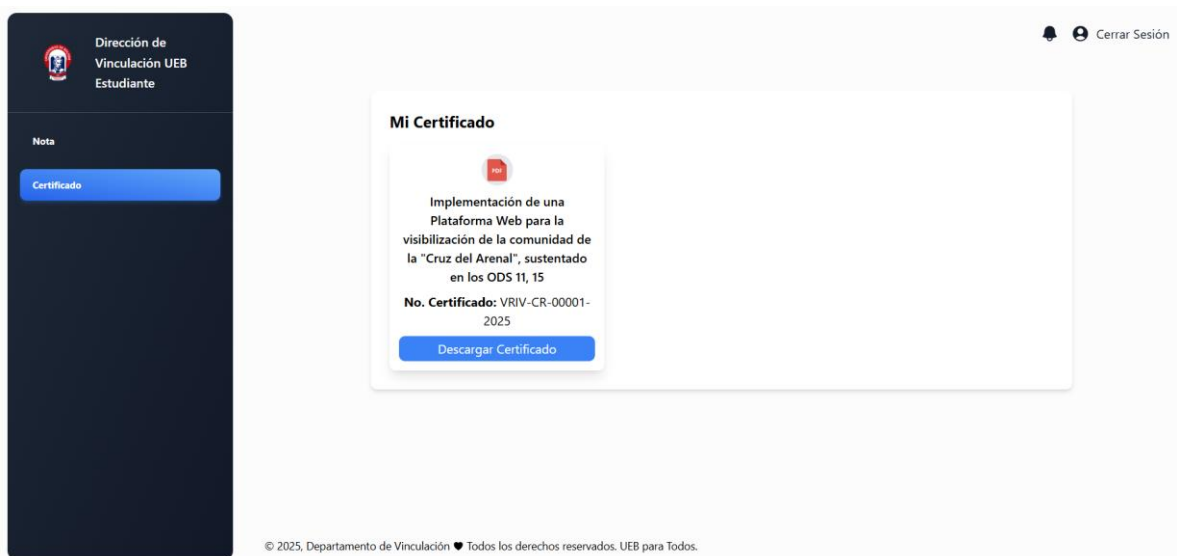 Dirección de
Vinculación UEB
Estudiante
Nota
Certificado
Cerrar Sesión
Mi Certificado
PDF
Implementación de una
Plataforma Web para la
visibilización de la comunidad de
la "Cruz del Arenal", sustentado
en los ODS 11, 15
No. Certificado: VRIV-CR-00001-
2025
Descargar Certificado
© 2025, Departamento de Vinculación ♥ Todos los derechos reservados. UEB para Todos.